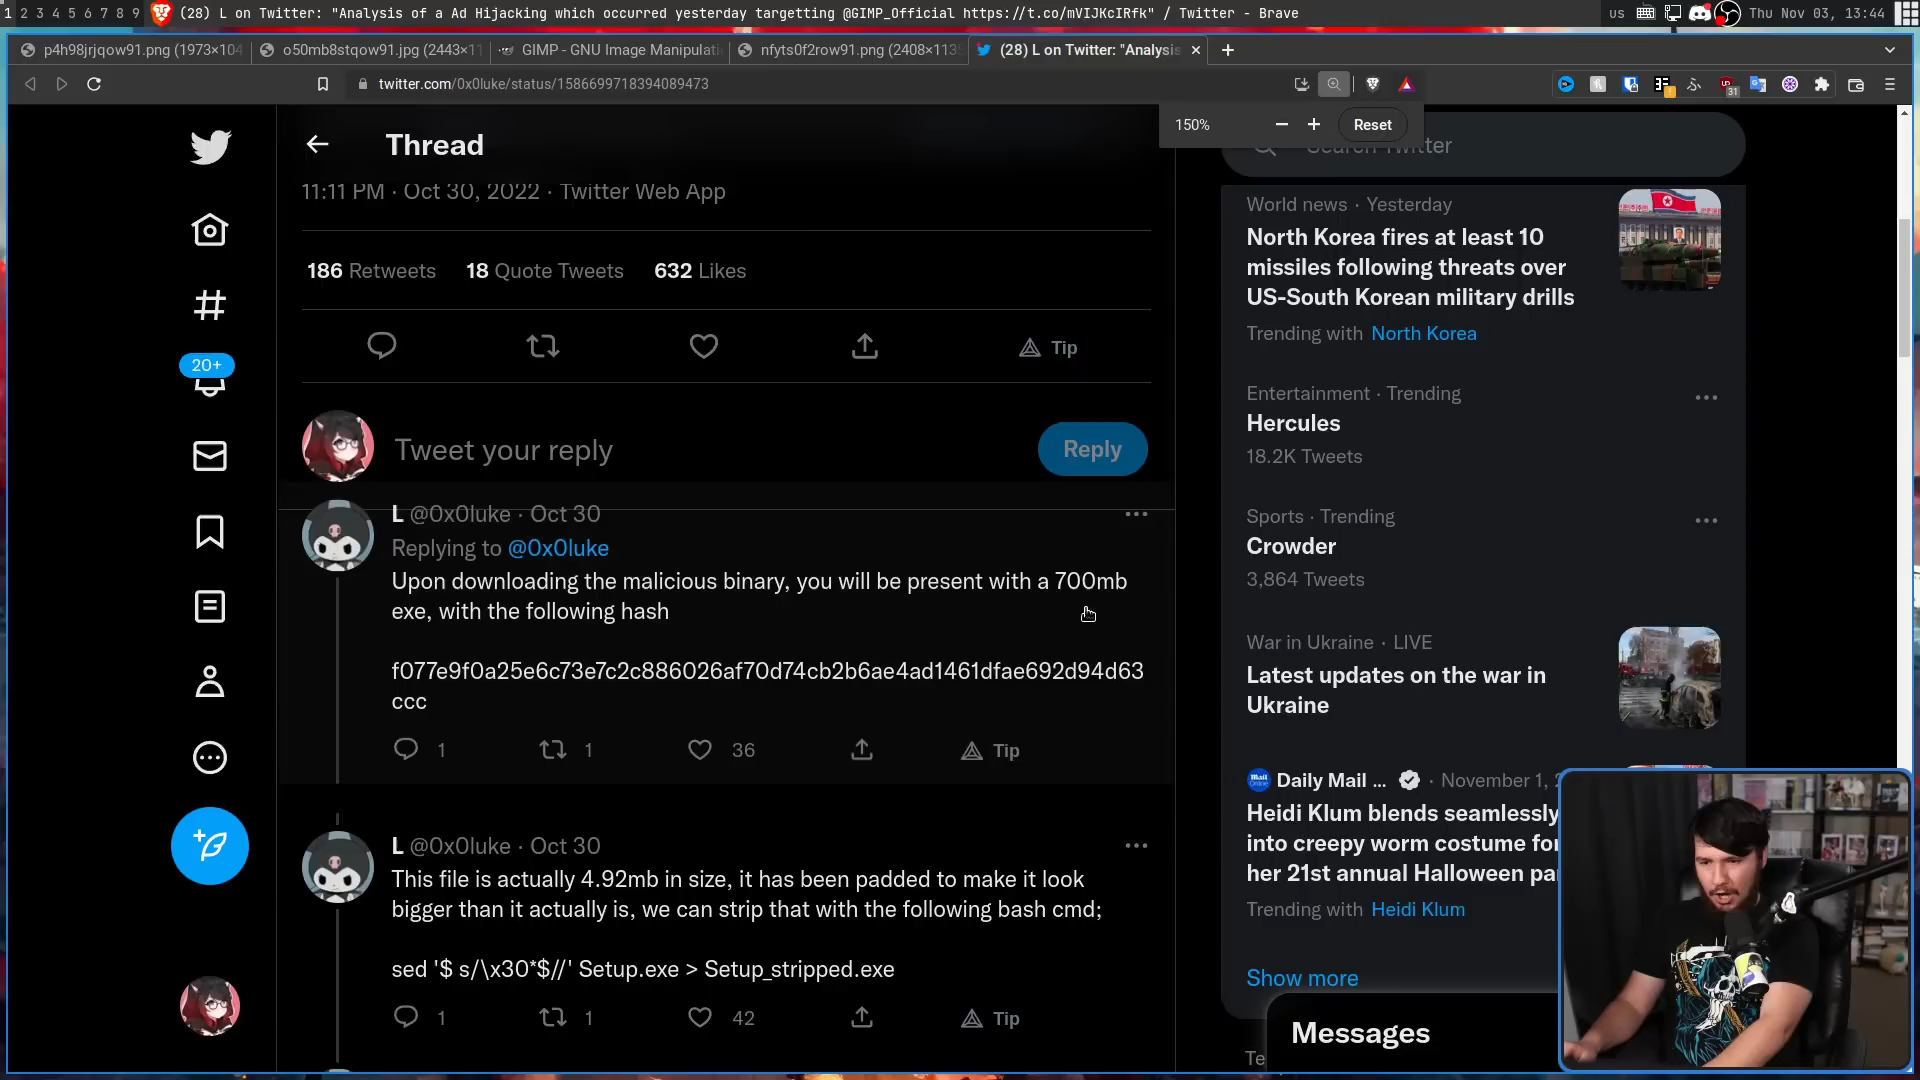 1 2 3 4 5 6 7 8 9 (28) L on Twitter: "Analysis of a Ad Hijacking which occurred yesterday targetting @GIMP_Official https://t.co/mVIJKcIRfk" / Twitter - Brave us Thu Nov 03, 13:44
p4h98jrjqow91.png (1973×104 o50mb8stqow91.jpg (2443×11 GIMP - GNU Image Manipulati nfyts0f2row91.png (2408×1135 (28) L on Twitter: "Analysis
twitter.com/0x0luke/status/1586699718394089473
31
1
150% Reset
Thread
Search Twitter
11:11 PM · Oct 30, 2022 · Twitter Web App
186 Retweets 18 Quote Tweets 632 Likes
Tip
20+
Tweet your reply
Reply
L @0x0luke · Oct 30
Replying to @0x0luke
Upon downloading the malicious binary, you will be present with a 700mb
exe, with the following hash
f077e9f0a25e6c73e7c2c886026af70d74cb2b6ae4ad1461dfae692d94d63
ccc
1 1 36 Tip
L @0x0luke · Oct 30
This file is actually 4.92mb in size, it has been padded to make it look
bigger than it actually is, we can strip that with the following bash cmd;
sed '$ s/\x30*$//' Setup.exe > Setup_stripped.exe
1 1 42 Tip
World news · Yesterday
North Korea fires at least 10
missiles following threats over
US-South Korean military drills
Trending with North Korea
Entertainment · Trending
Hercules
18.2K Tweets
Sports · Trending
Crowder
3,864 Tweets
War in Ukraine · LIVE
Latest updates on the war in
Ukraine
Daily Mail ... · November 1, 2
Heidi Klum blends seamlessly
into creepy worm costume for
her 21st annual Halloween pa
Trending with Heidi Klum
Show more
Messages
Te